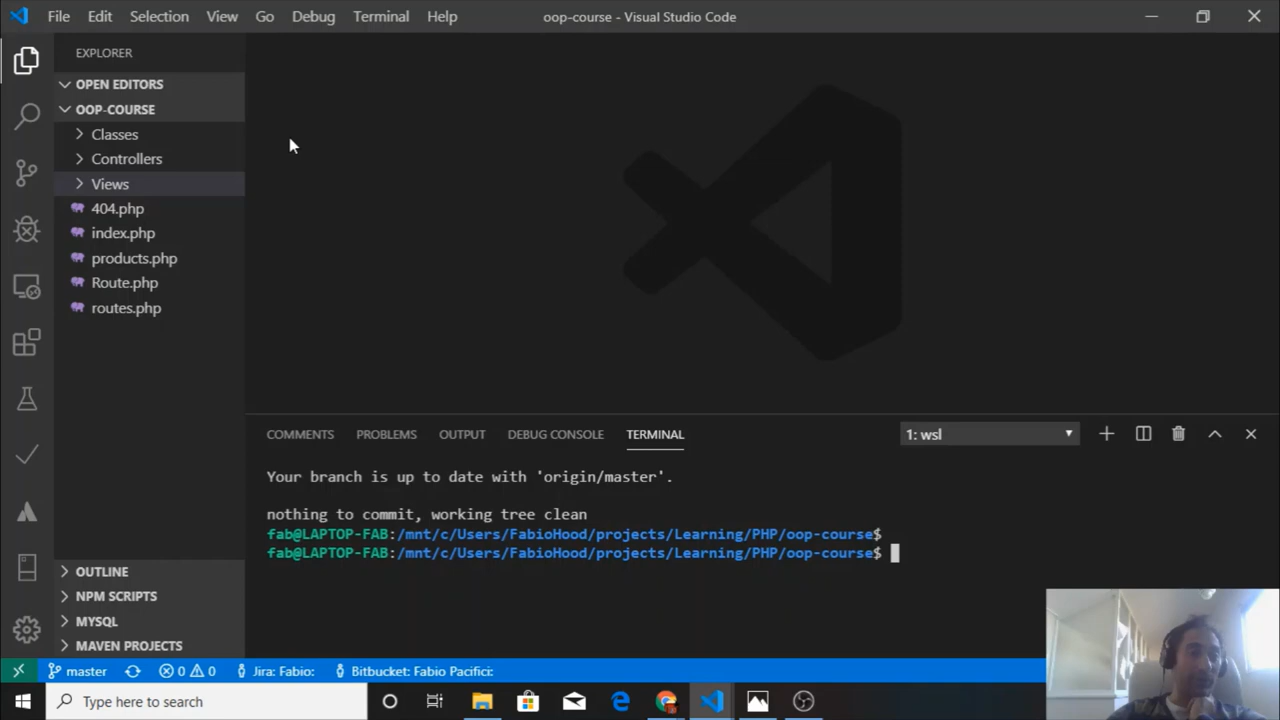 File Edit Selection View Go Debug Terminal Help
oop-course - Visual Studio Code
EXPLORER
OPEN EDITORS
OOP-COURSE
Classes
Controllers
Views
404.php
index.php
products.php
Route.php
routes.php
OUTLINE
NPM SCRIPTS
MYSQL
MAVEN PROJECTS
COMMENTS PROBLEMS OUTPUT DEBUG CONSOLE TERMINAL
1: wsl
Your branch is up to date with 'origin/master'.
nothing to commit, working tree clean
fab@LAPTOP-FAB:/mnt/c/Users/FabioHood/projects/Learning/PHP/oop-course$
fab@LAPTOP-FAB:/mnt/c/Users/FabioHood/projects/Learning/PHP/oop-course$
master 0 0 Jira: Fabio: Bitbucket: Fabio Pacifici:
Type here to search